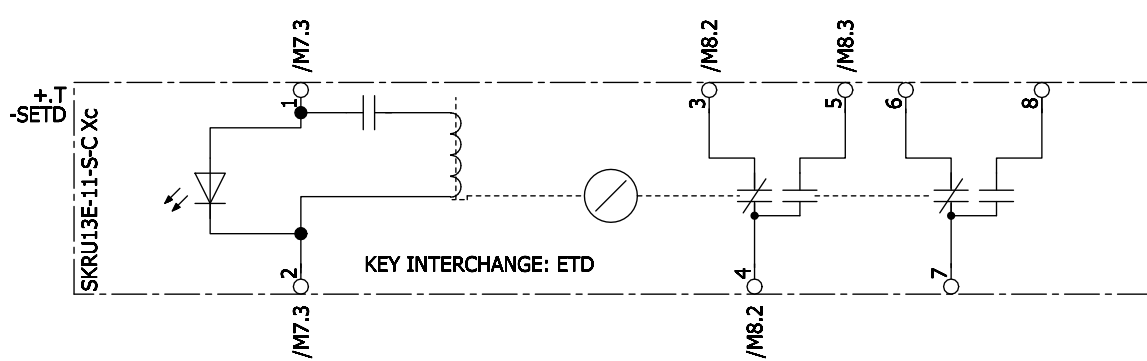 /M7.3
/M8.2
/M8.3
+.T
-SETD
1
3
5
6
8
SKRU13E-11-S-C Xc
KEY INTERCHANGE: ETD
2
4
7
/M7.3
/M8.2